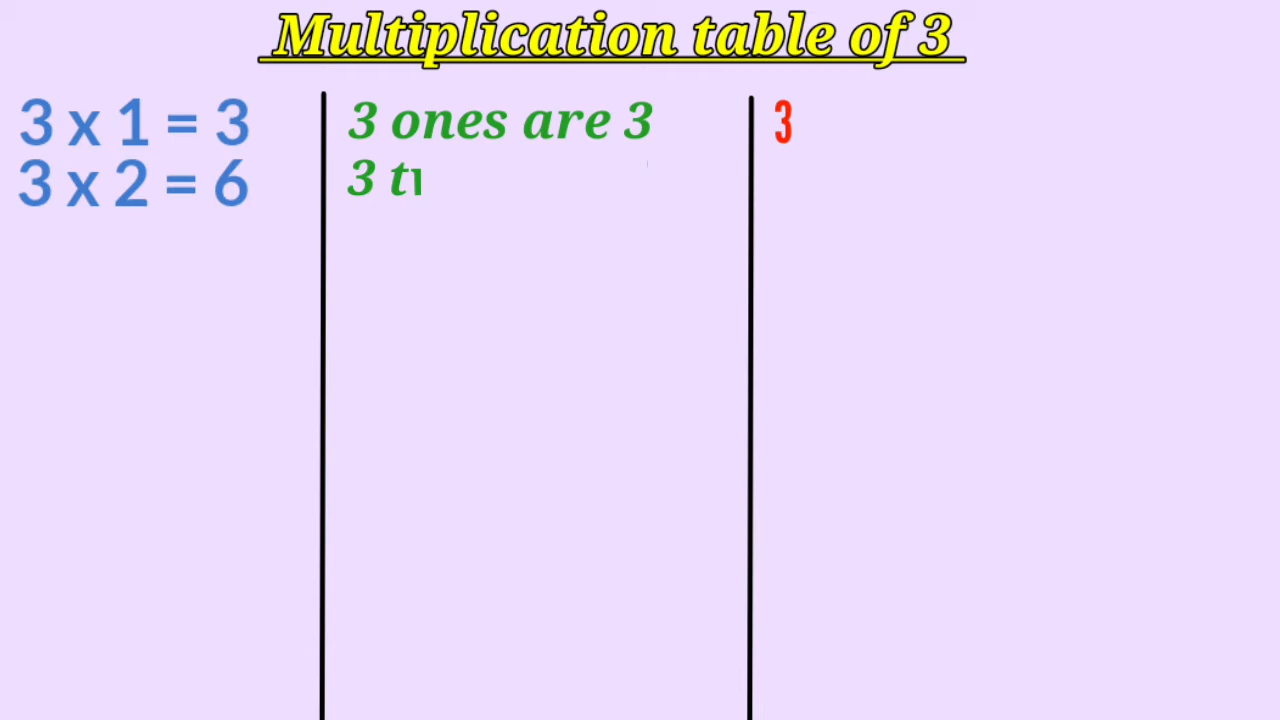 Multiplication table of 3
3 x 1 = 3
3 x 2 = 6
3 ones are 3
3
3